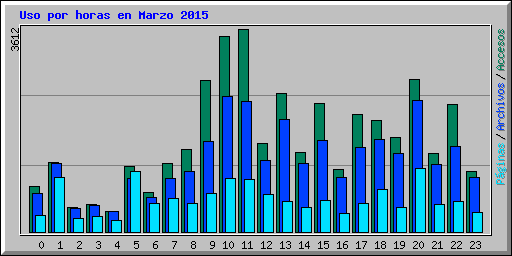 Uso por horas en Marzo 2015
3612
Páginas / Archivos / Accesos
0 1 2 3 4 5 6 7 8 9 10 11 12 13 14 15 16 17 18 19 20 21 22 23